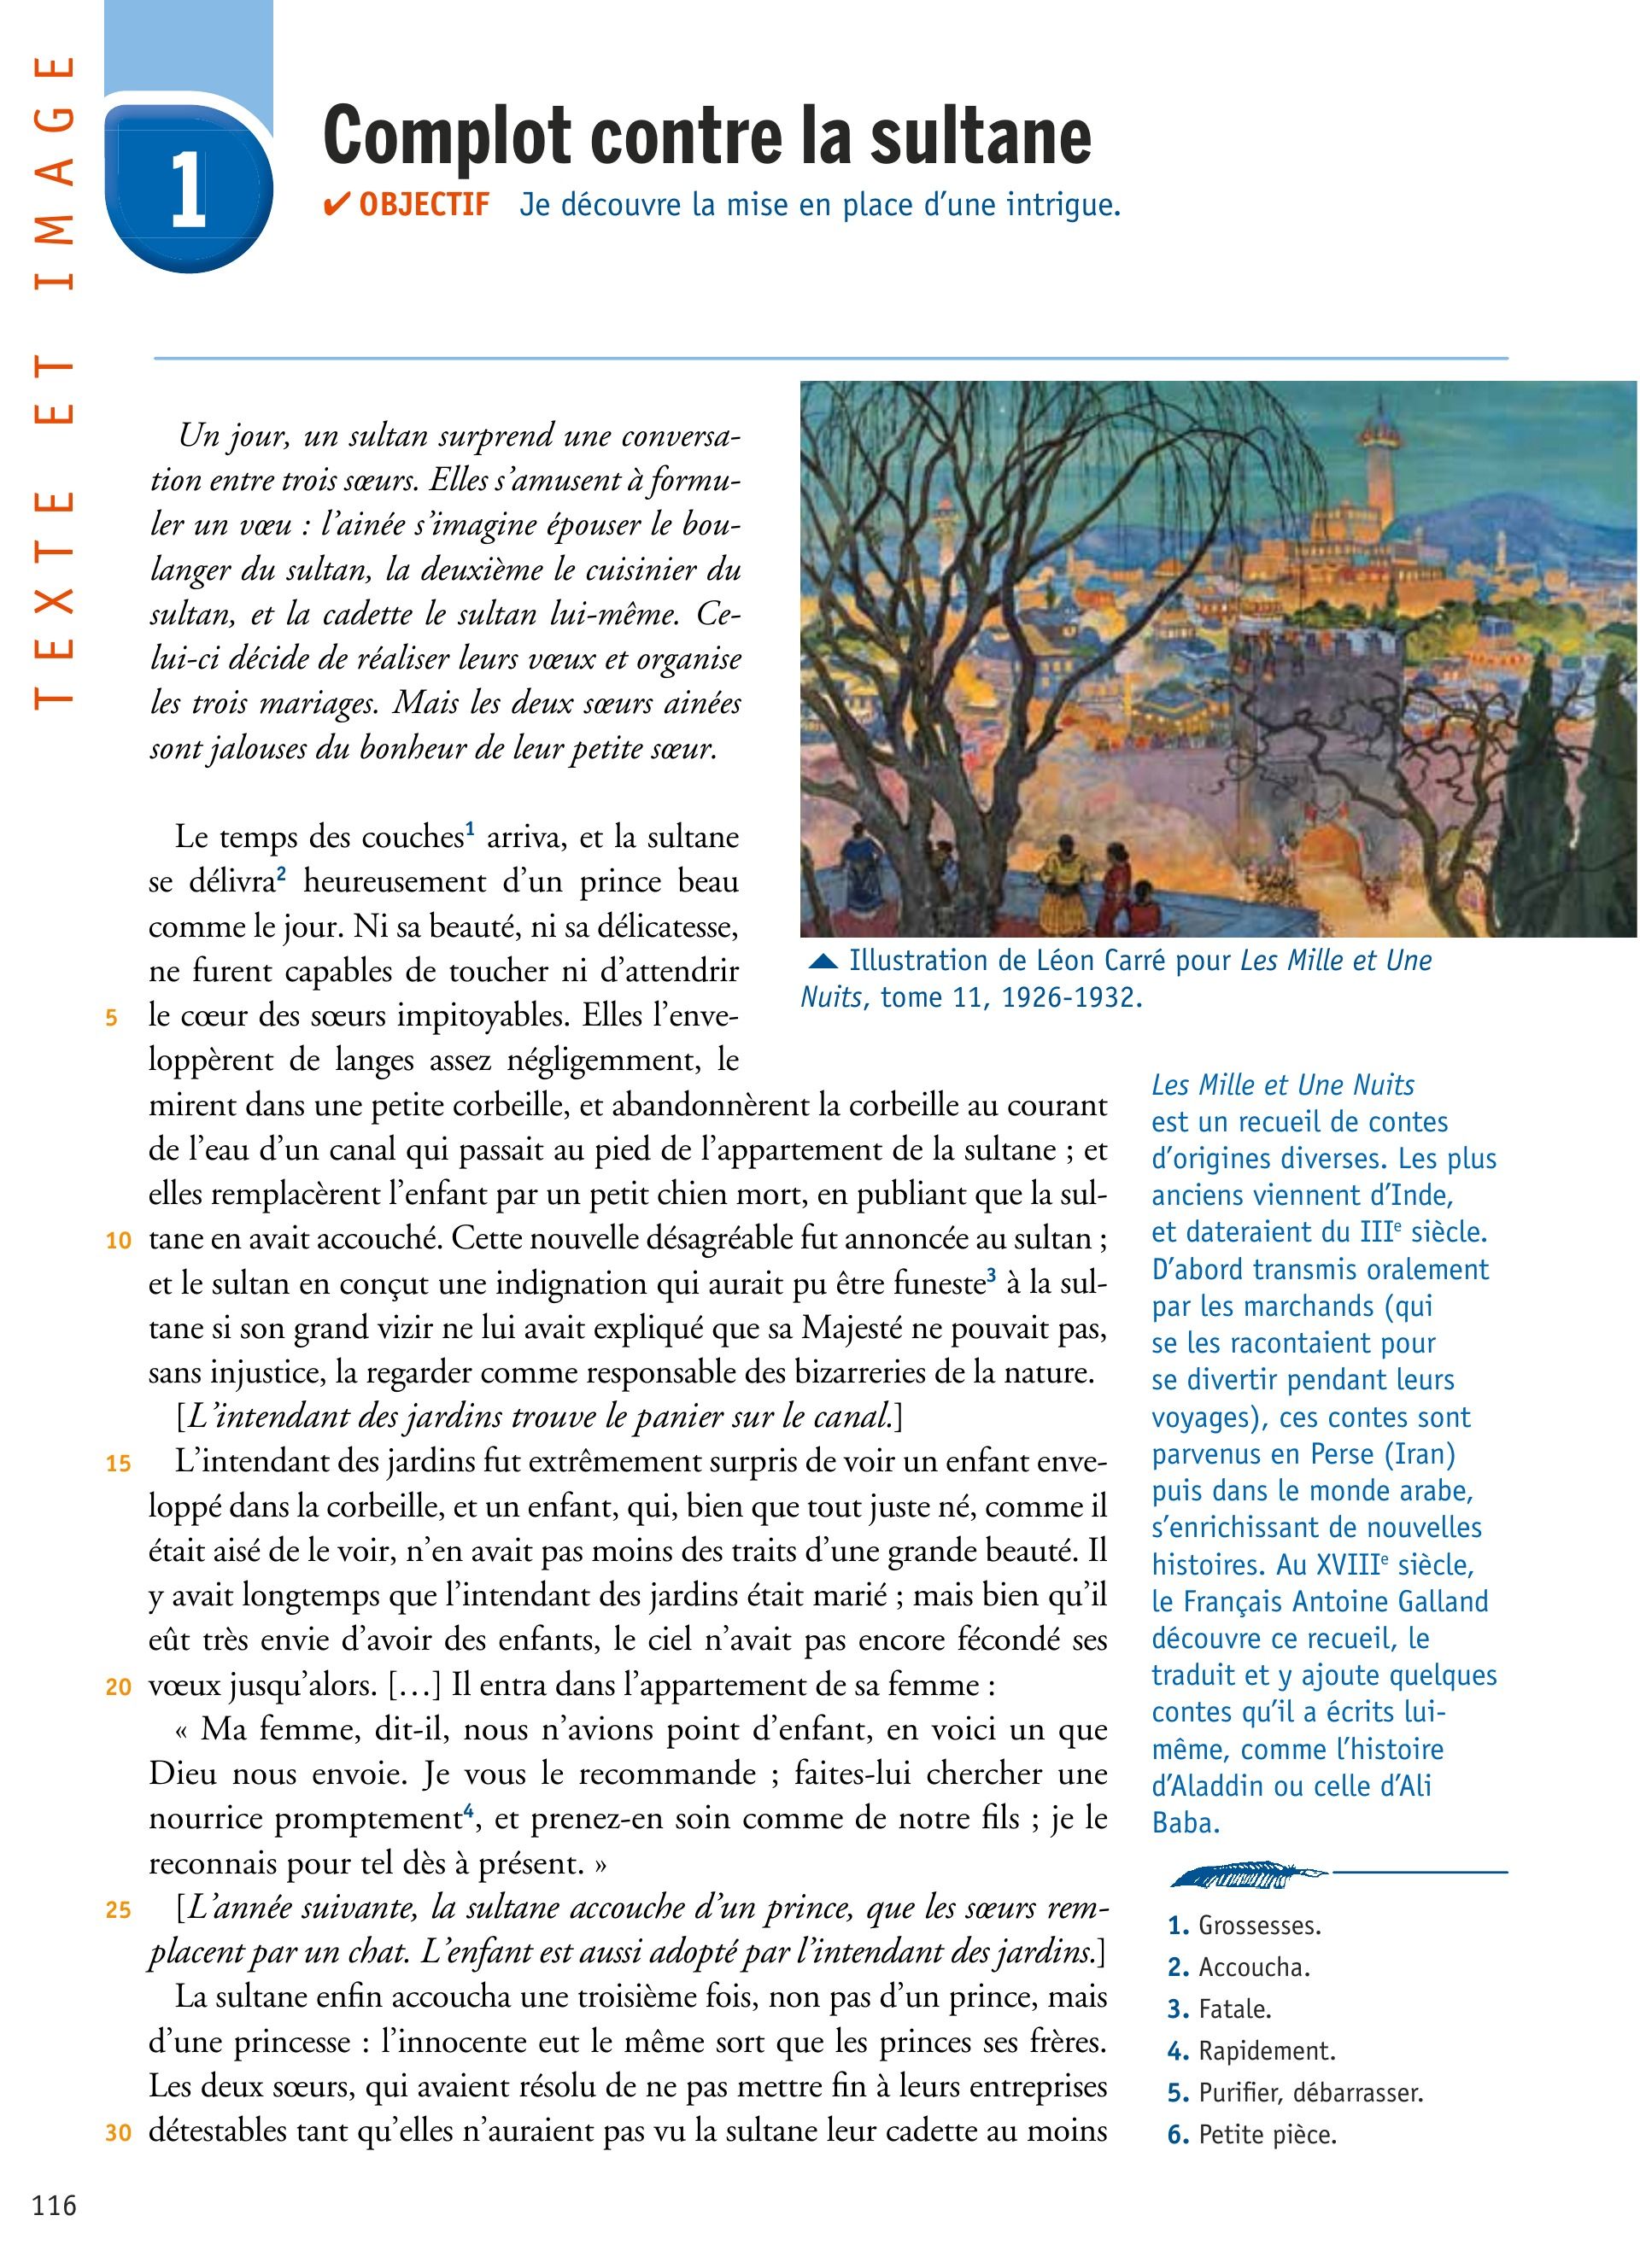 TEXTE ET IMAGE
1
Complot contre la sultane
✔ OBJECTIF Je découvre la mise en place d’une intrigue.
Un jour, un sultan surprend une conversa-
tion entre trois sœurs. Elles s’amusent à formu-
ler un vœu : l’ainée s’imagine épouser le bou-
langer du sultan, la deuxième le cuisinier du
sultan, et la cadette le sultan lui-même. Ce-
lui-ci décide de réaliser leurs vœux et organise
les trois mariages. Mais les deux sœurs ainées
sont jalouses du bonheur de leur petite sœur.
Le temps des couches1 arriva, et la sultane
se délivra2 heureusement d’un prince beau
comme le jour. Ni sa beauté, ni sa délicatesse,
ne furent capables de toucher ni d’attendrir
5 le cœur des sœurs impitoyables. Elles l’enve-
loppèrent de langes assez négligemment, le
mirent dans une petite corbeille, et abandonnèrent la corbeille au courant
de l’eau d’un canal qui passait au pied de l’appartement de la sultane ; et
elles remplacèrent l’enfant par un petit chien mort, en publiant que la sul-
10 tane en avait accouché. Cette nouvelle désagréable fut annoncée au sultan ;
et le sultan en conçut une indignation qui aurait pu être funeste3 à la sul-
tane si son grand vizir ne lui avait expliqué que sa Majesté ne pouvait pas,
sans injustice, la regarder comme responsable des bizarreries de la nature.
[L’intendant des jardins trouve le panier sur le canal.]
15 L’intendant des jardins fut extrêmement surpris de voir un enfant enve-
loppé dans la corbeille, et un enfant, qui, bien que tout juste né, comme il
était aisé de le voir, n’en avait pas moins des traits d’une grande beauté. Il
y avait longtemps que l’intendant des jardins était marié ; mais bien qu’il
eût très envie d’avoir des enfants, le ciel n’avait pas encore fécondé ses
20 vœux jusqu’alors. […] Il entra dans l’appartement de sa femme :
« Ma femme, dit-il, nous n’avions point d’enfant, en voici un que
Dieu nous envoie. Je vous le recommande ; faites-lui chercher une
nourrice promptement4, et prenez-en soin comme de notre fils ; je le
reconnais pour tel dès à présent. »
25 [L’année suivante, la sultane accouche d’un prince, que les sœurs rem-
placent par un chat. L’enfant est aussi adopté par l’intendant des jardins.]
La sultane enfin accoucha une troisième fois, non pas d’un prince, mais
d’une princesse : l’innocente eut le même sort que les princes ses frères.
Les deux sœurs, qui avaient résolu de ne pas mettre fin à leurs entreprises
30 détestables tant qu’elles n’auraient pas vu la sultane leur cadette au moins
▲ Illustration de Léon Carré pour Les Mille et Une
Nuits, tome 11, 1926-1932.
Les Mille et Une Nuits
est un recueil de contes
d’origines diverses. Les plus
anciens viennent d’Inde,
et dateraient du IIIe siècle.
D’abord transmis oralement
par les marchands (qui
se les racontaient pour
se divertir pendant leurs
voyages), ces contes sont
parvenus en Perse (Iran)
puis dans le monde arabe,
s’enrichissant de nouvelles
histoires. Au XVIIIe siècle,
le Français Antoine Galland
découvre ce recueil, le
traduit et y ajoute quelques
contes qu’il a écrits lui-
même, comme l’histoire
d’Aladdin ou celle d’Ali
Baba.
1. Grossesses.
2. Accoucha.
3. Fatale.
4. Rapidement.
5. Purifier, débarrasser.
6. Petite pièce.
116